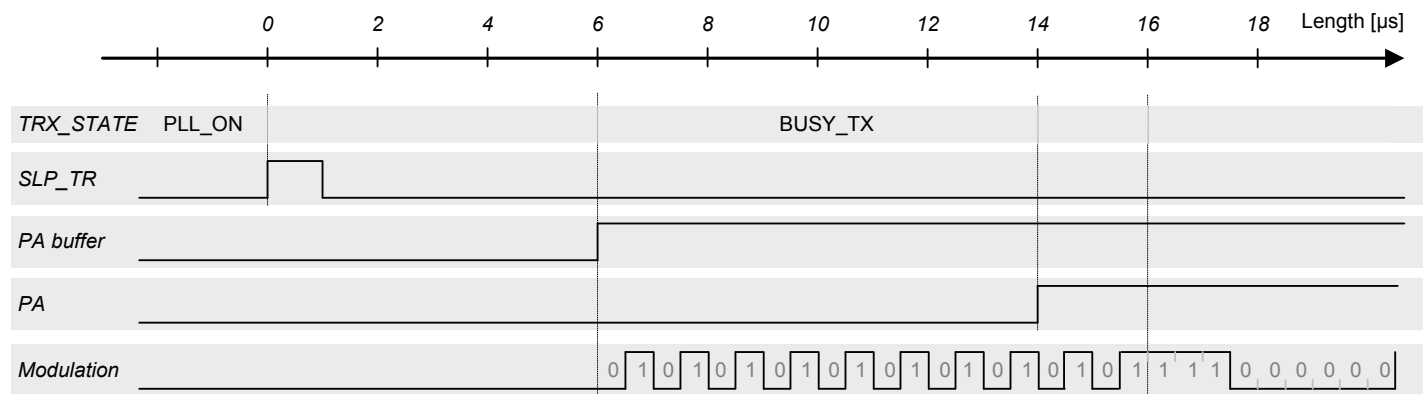 0 2 4 6 8 10 12 14 16 18 Length [µs]
TRX_STATE PLL_ON BUSY_TX
SLP_TR
PA buffer
PA
Modulation 0 1 0 1 0 1 0 1 0 1 0 1 0 1 0 1 0 1 0 1 1 1 1 0 0 0 0 0 0